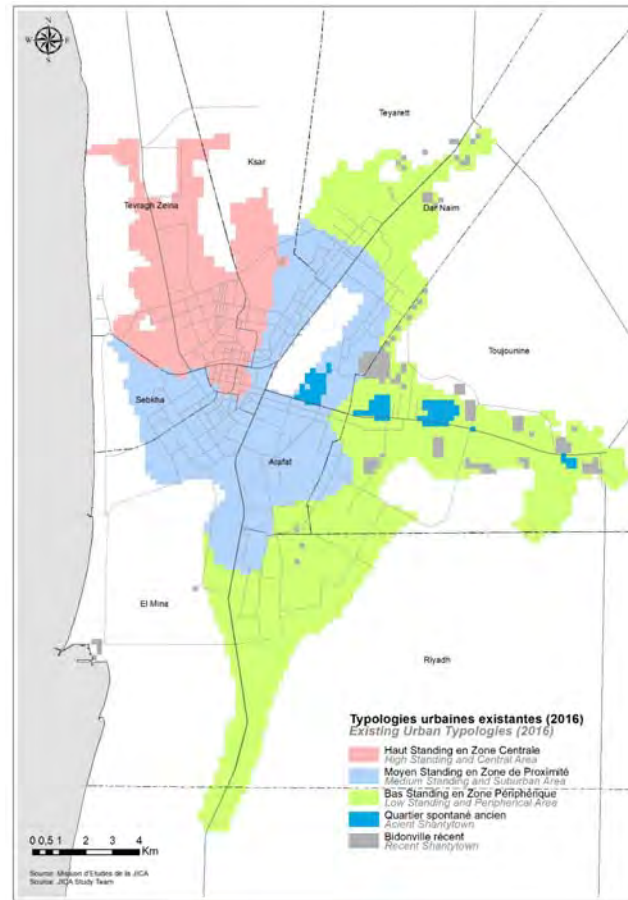 N
W E
S
Teyarett
Ksar
Tevragh Zeina
Dar Naim
Toujounine
Sebkha
Arafat
El Mina
Riyadh
Typologies urbaines existantes (2016)
Existing Urban Typologies (2016)
Haut Standing en Zone Centrale
High Standing and Central Area
Moyen Standing en Zone de Proximité
Medium Standing and Suburban Area
Bas Standing en Zone Périphérique
Low Standing and Peripherical Area
Quartier spontané ancien
Acient Shantytown
Bidonville récent
Recent Shantytown
0 0,5 1 2 3 4
Km
Source: Mission d'Etudes de la JICA
Source: JICA Study Team